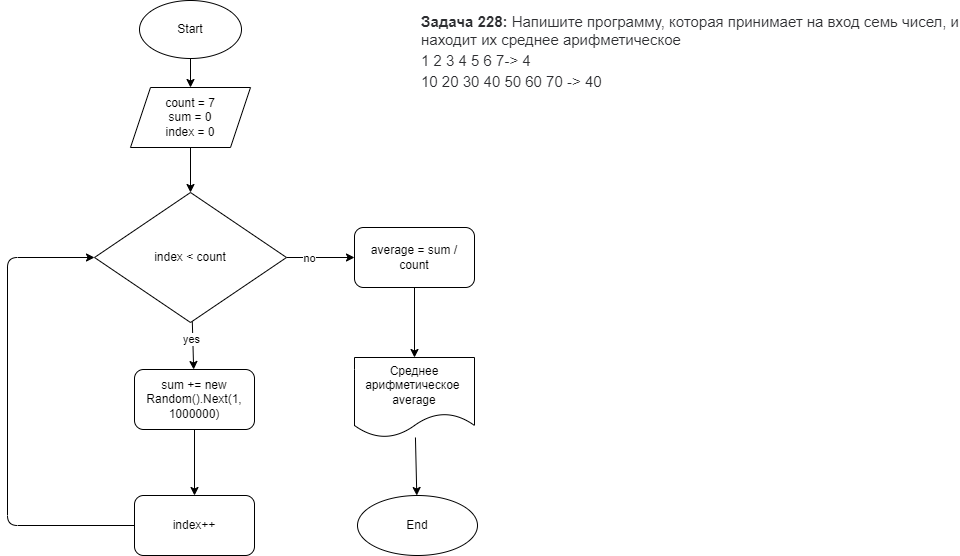 Start
Задача 228: Напишите программу, которая принимает на вход семь чисел, и
находит их среднее арифметическое
1 2 3 4 5 6 7-> 4
10 20 30 40 50 60 70 -> 40
count = 7
sum = 0
index = 0
index < count
no
average = sum /
count
yes
sum += new
Random().Next(1,
1000000)
Среднее
арифметическое
average
index++
End